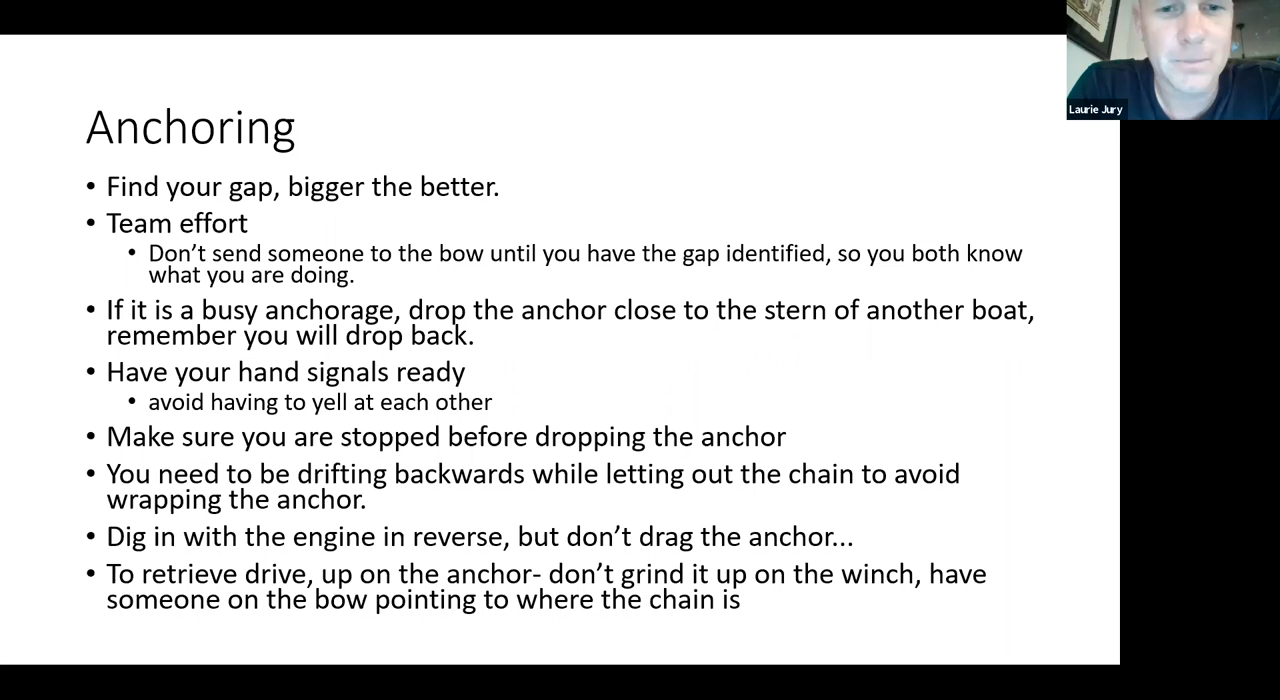 Laurie Jury
Anchoring
• Find your gap, bigger the better.
• Team effort
• Don’t send someone to the bow until you have the gap identified, so you both know
what you are doing.
• If it is a busy anchorage, drop the anchor close to the stern of another boat,
remember you will drop back.
• Have your hand signals ready
• avoid having to yell at each other
• Make sure you are stopped before dropping the anchor
• You need to be drifting backwards while letting out the chain to avoid
wrapping the anchor.
• Dig in with the engine in reverse, but don’t drag the anchor...
• To retrieve drive, up on the anchor- don’t grind it up on the winch, have
someone on the bow pointing to where the chain is